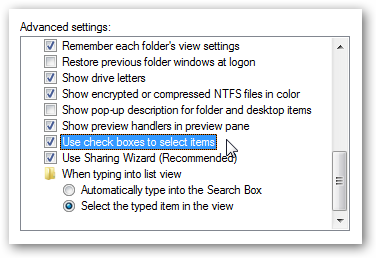 Advanced settings:
Remember each folder's view settings
Restore previous folder windows at logon
Show drive letters
Show encrypted or compressed NTFS files in color
Show pop-up description for folder and desktop items
Show preview handlers in preview pane
Use check boxes to select items
Use Sharing Wizard (Recommended)
When typing into list view
Automatically type into the Search Box
Select the typed item in the view